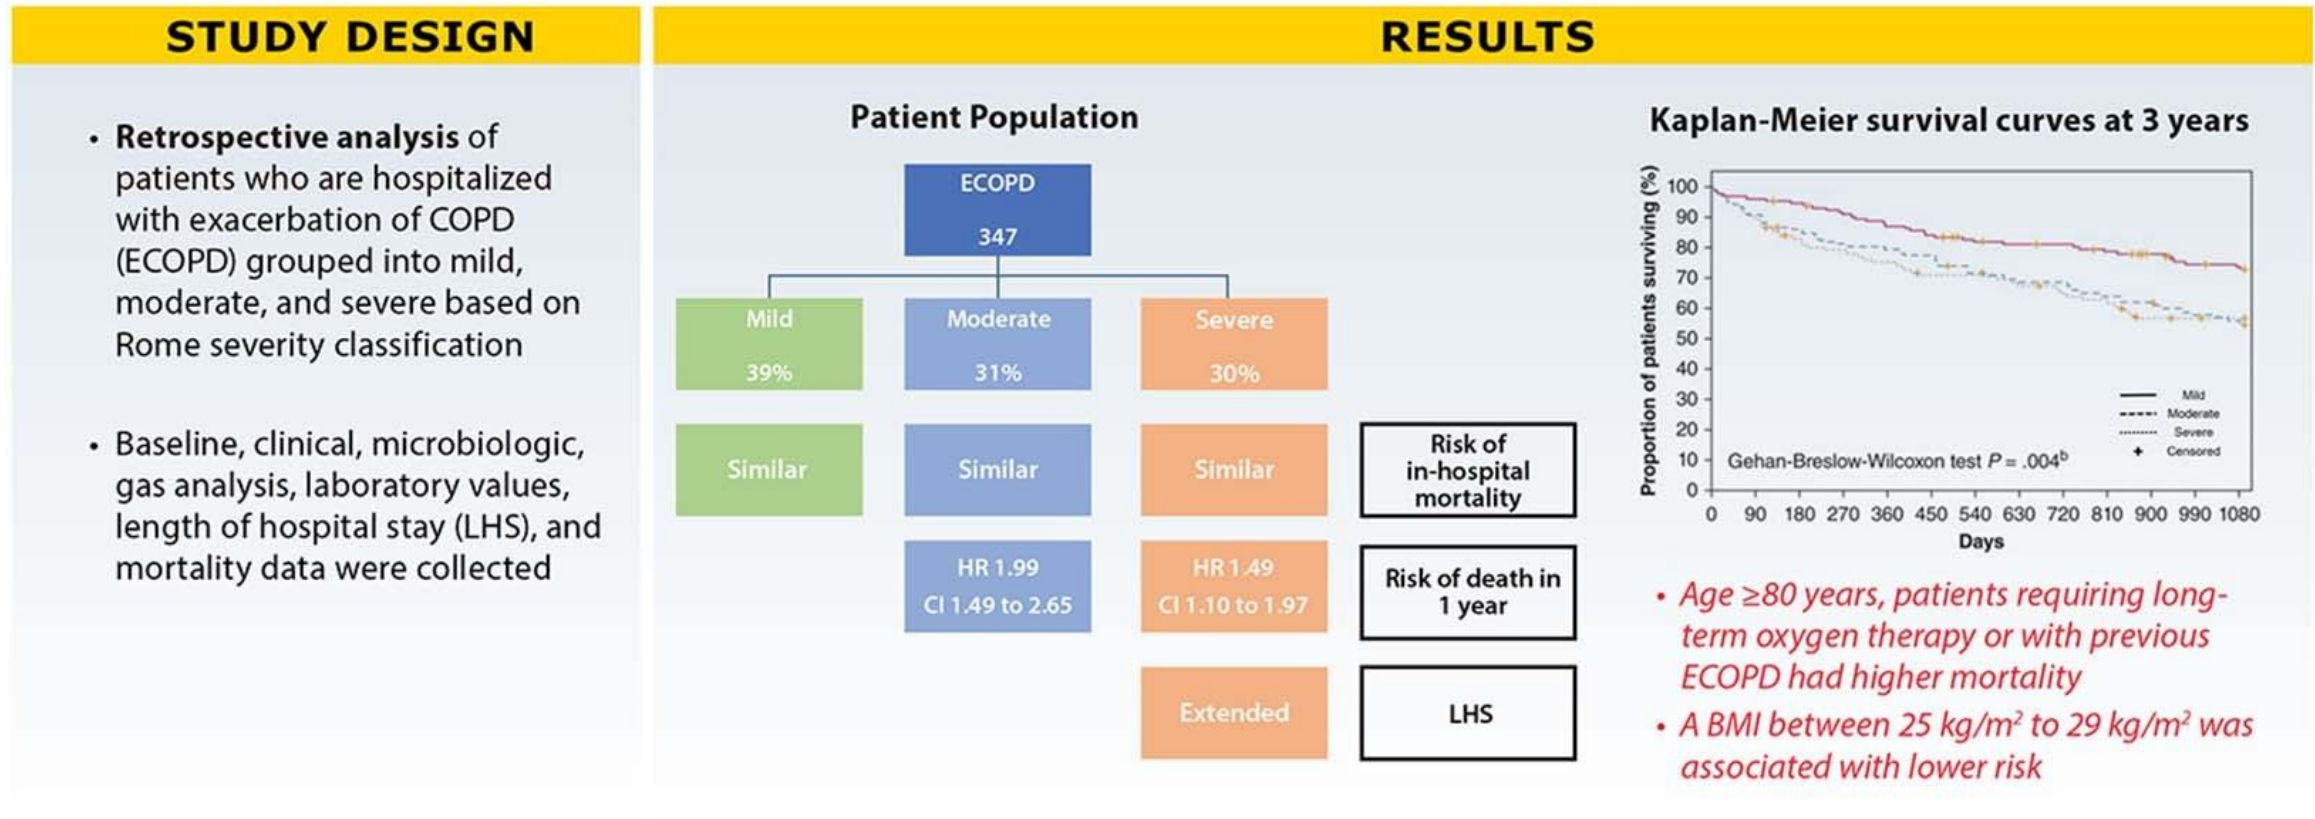 STUDY DESIGN
• Retrospective analysis of
patients who are hospitalized
with exacerbation of COPD
(ECOPD) grouped into mild,
moderate, and severe based on
Rome severity classification
• Baseline, clinical, microbiologic,
gas analysis, laboratory values,
length of hospital stay (LHS), and
mortality data were collected
RESULTS
Patient Population
ECOPD
347
Mild
39%
Moderate
31%
Severe
30%
Similar
Similar
Similar
Risk of
in-hospital
mortality
HR 1.99
CI 1.49 to 2.65
HR 1.49
CI 1.10 to 1.97
Risk of death in
1 year
Extended
LHS
Kaplan-Meier survival curves at 3 years
Proportion of patients surviving (%)
100
90
80
70
60
50
40
30
20
10
0
Mild
Moderate
Severe
Censored
Gehan-Breslow-Wilcoxon test P = .004ᵇ
0 90 180 270 360 450 540 630 720 810 900 990 1080
Days
• Age ≥80 years, patients requiring long-
term oxygen therapy or with previous
ECOPD had higher mortality
• A BMI between 25 kg/m² to 29 kg/m² was
associated with lower risk